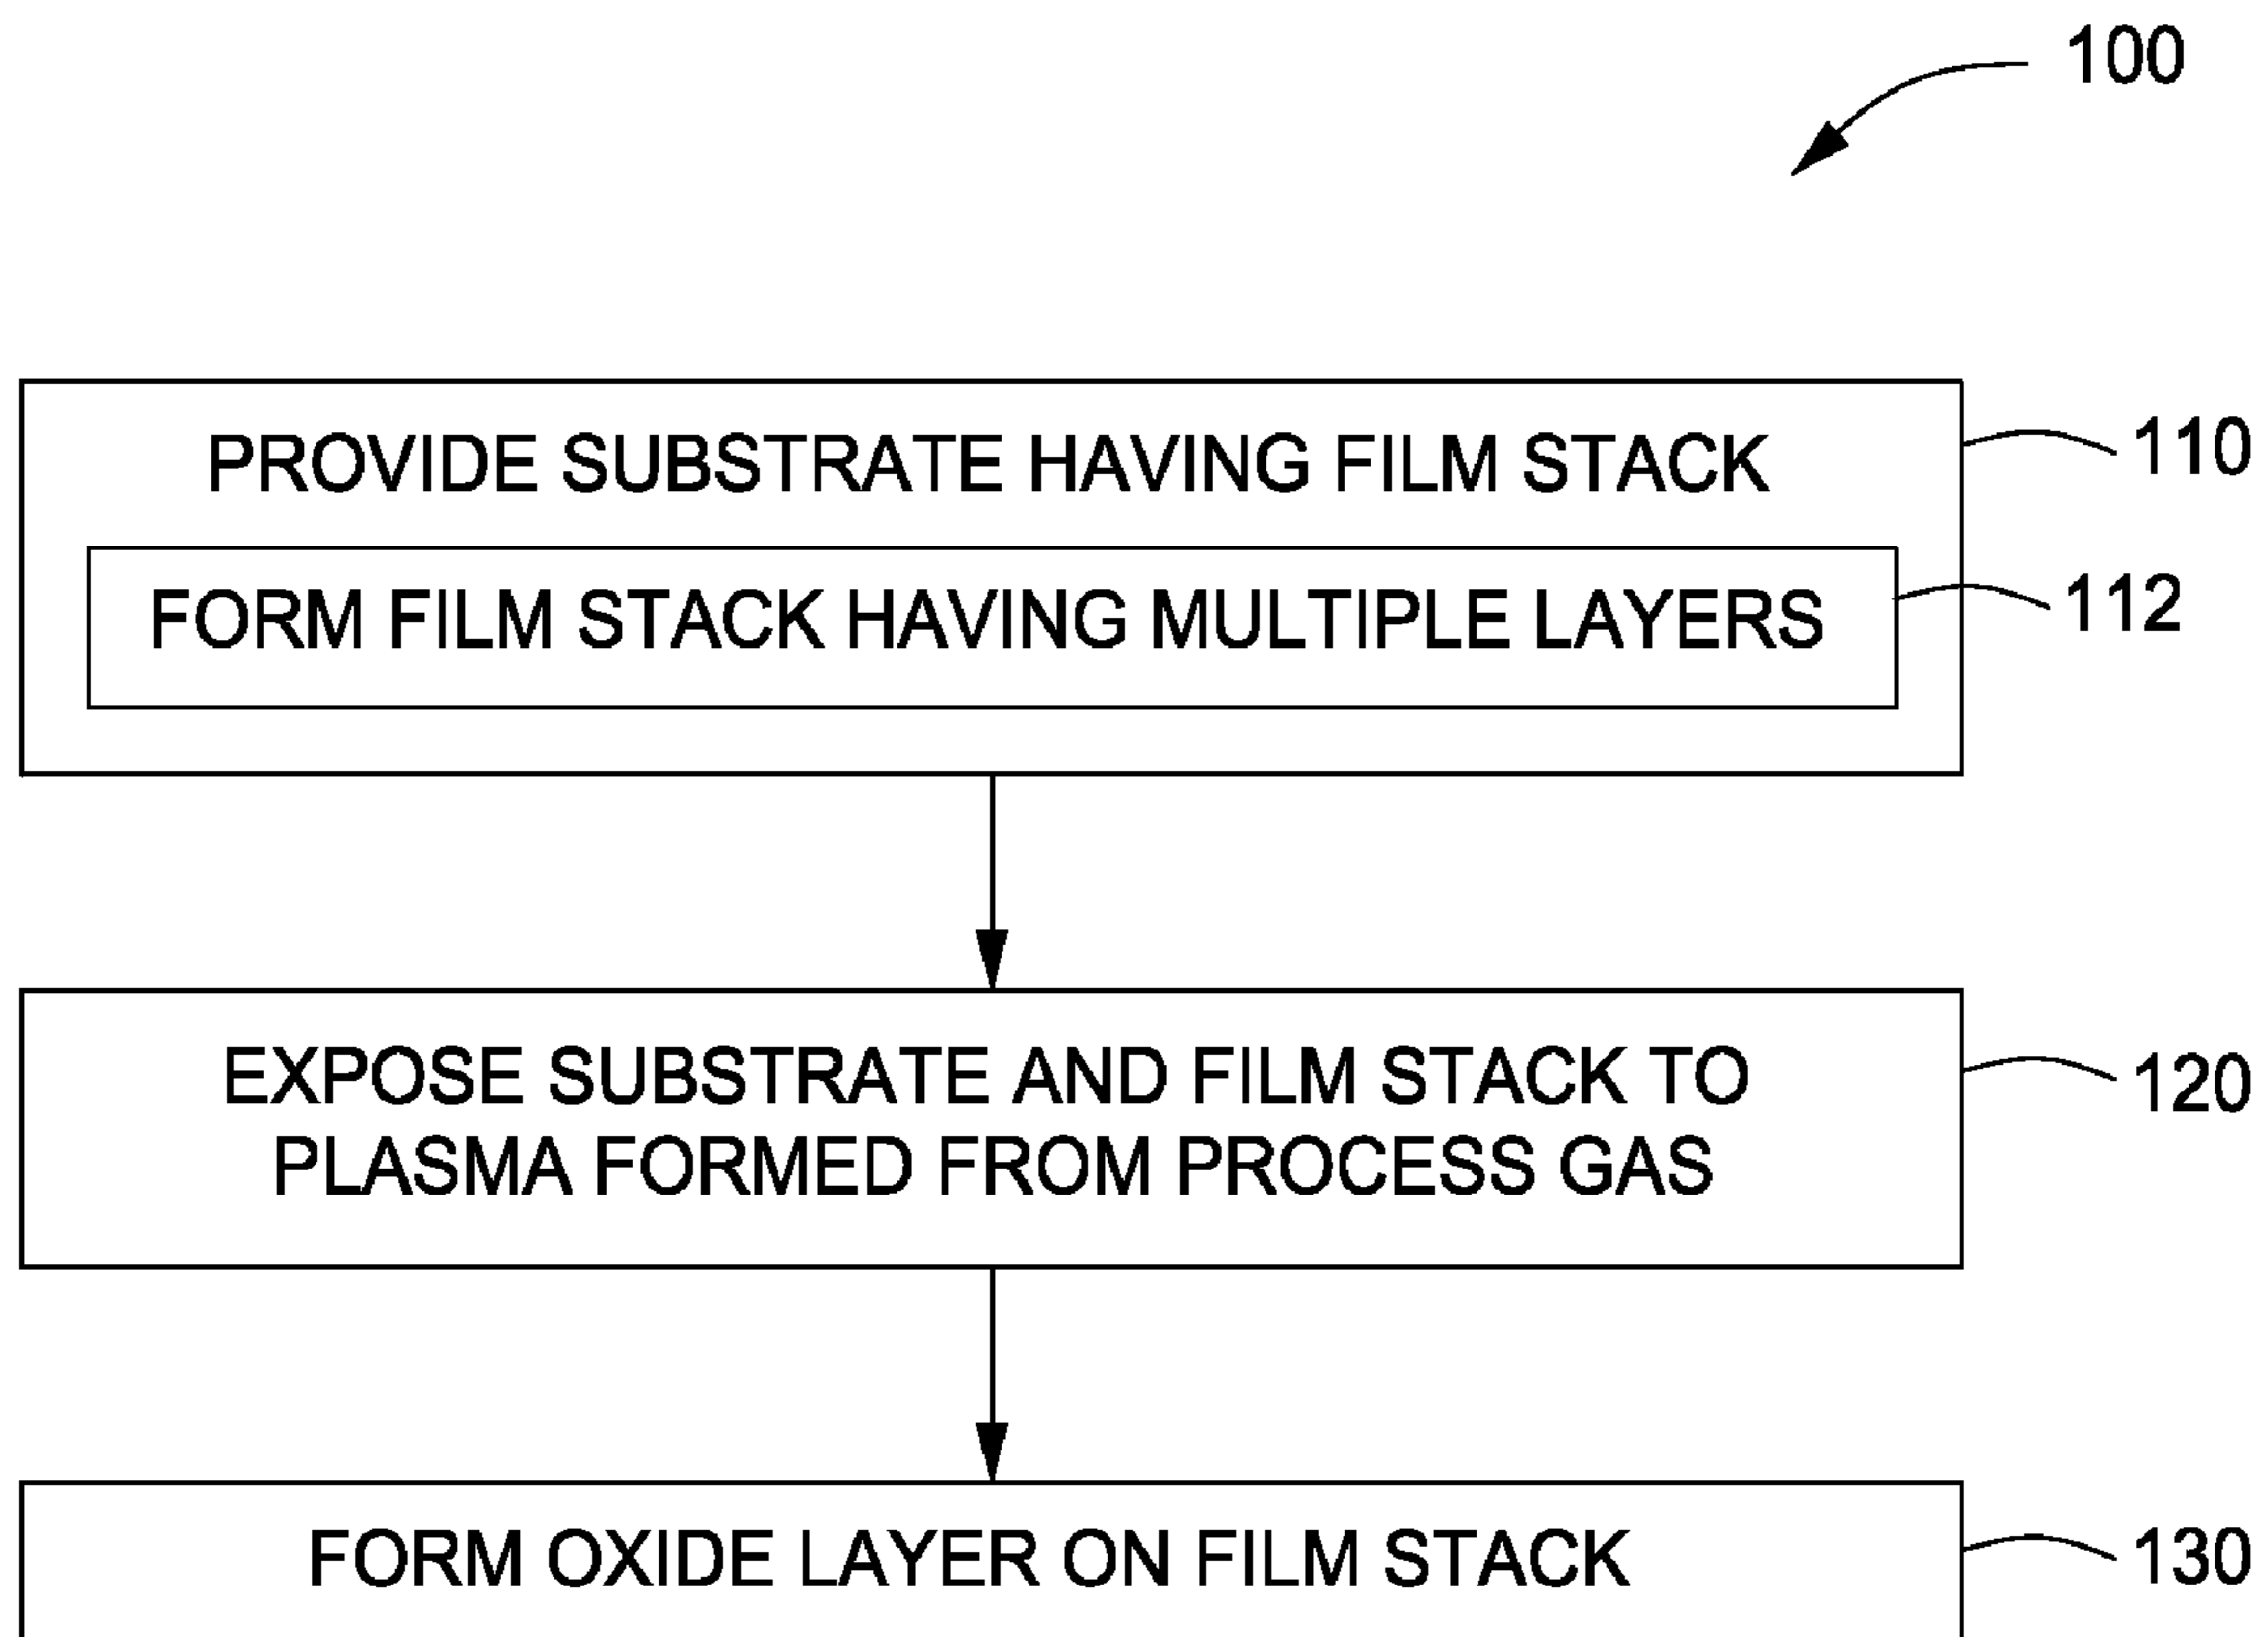 100
PROVIDE SUBSTRATE HAVING FILM STACK
110
FORM FILM STACK HAVING MULTIPLE LAYERS
112
EXPOSE SUBSTRATE AND FILM STACK TO
PLASMA FORMED FROM PROCESS GAS
120
FORM OXIDE LAYER ON FILM STACK
130